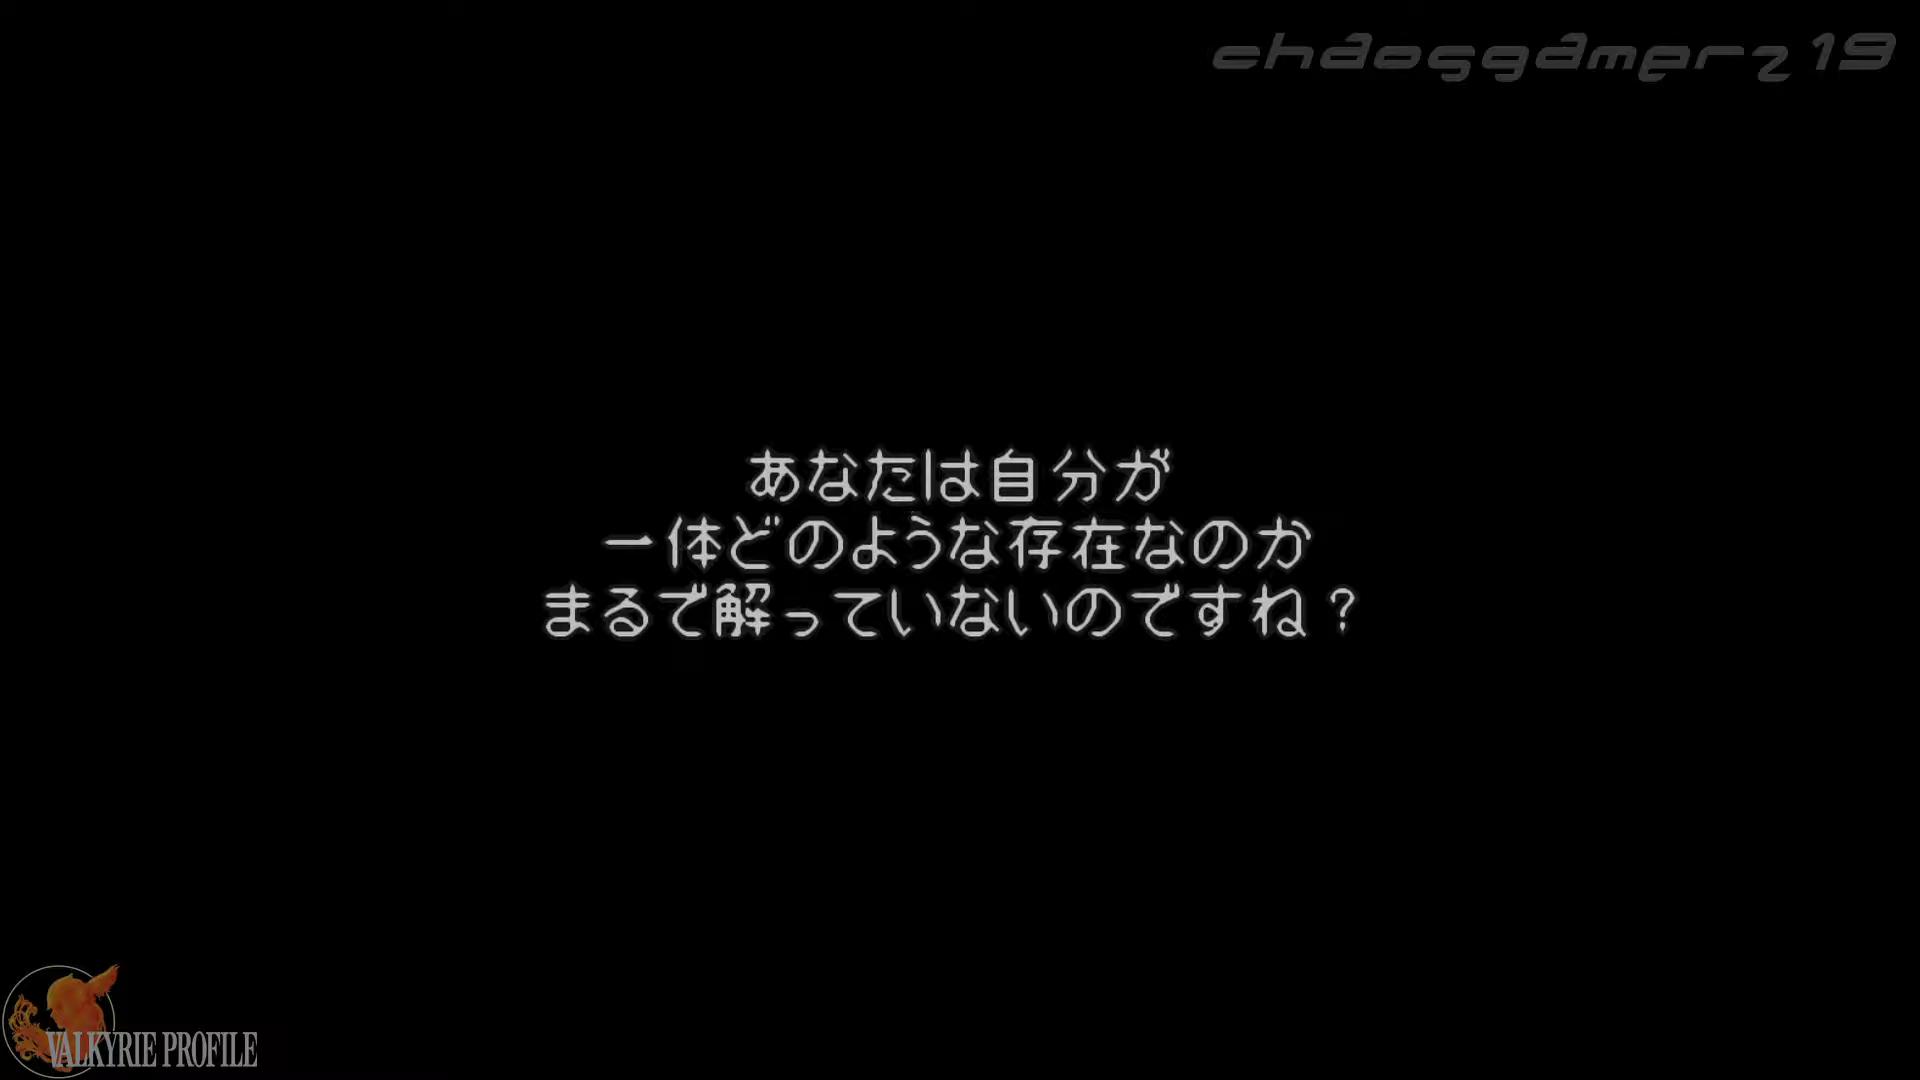 chaosgamerz19
あなたは自分が
一体どのような存在なのか
まるで解っていないのですね？
VALKYRIE PROFILE